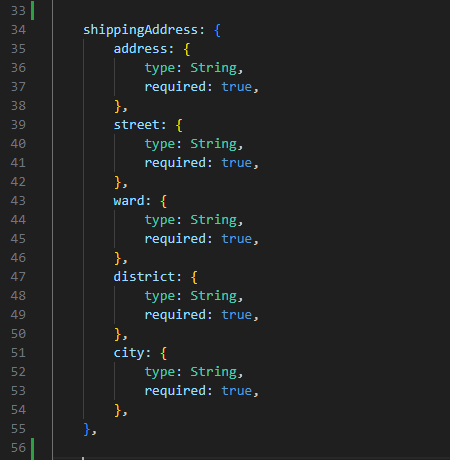 33
34 shippingAddress: {
35 address: {
36 type: String,
37 required: true,
38 },
39 street: {
40 type: String,
41 required: true,
42 },
43 ward: {
44 type: String,
45 required: true,
46 },
47 district: {
48 type: String,
49 required: true,
50 },
51 city: {
52 type: String,
53 required: true,
54 },
55 },
56